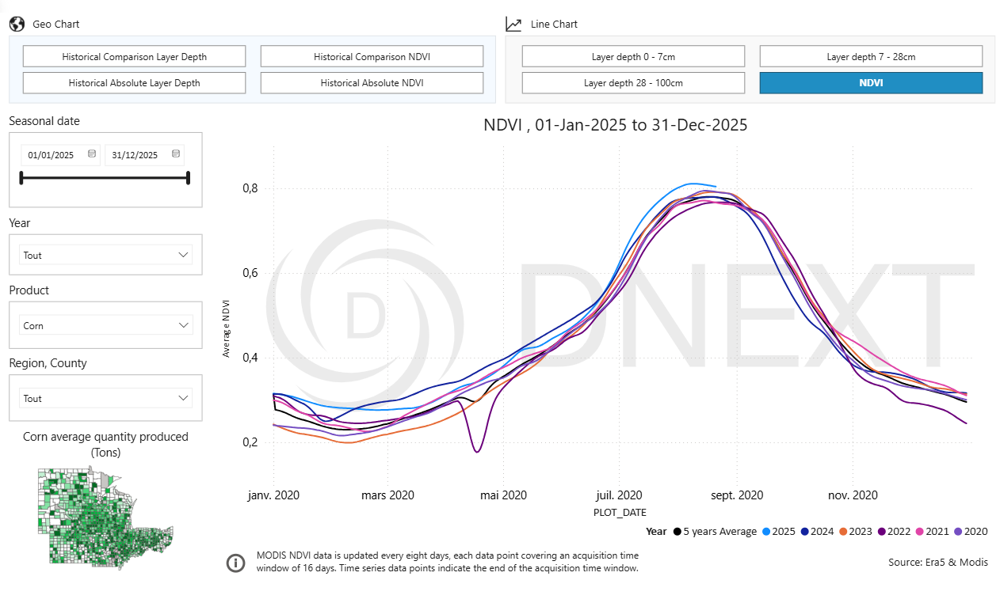 Geo Chart
Line Chart
Historical Comparison Layer Depth
Historical Comparison NDVI
Layer depth 0 - 7cm
Layer depth 7 - 28cm
Historical Absolute Layer Depth
Historical Absolute NDVI
Layer depth 28 - 100cm
NDVI
Seasonal date
01/01/2025
31/12/2025
Year
Tout
Product
Corn
Region, County
Tout
Corn average quantity produced
(Tons)
NDVI , 01-Jan-2025 to 31-Dec-2025
0,8
0,6
0,4
0,2
Average NDVI
D DNEXT
janv. 2020
mars 2020
mai 2020
juil. 2020
sept. 2020
nov. 2020
PLOT_DATE
Year 5 years Average 2025 2024 2023 2022 2021 2020
MODIS NDVI data is updated every eight days, each data point covering an acquisition time
window of 16 days. Time series data points indicate the end of the acquisition time window.
Source: Era5 & Modis